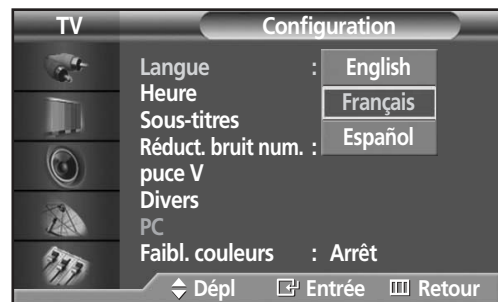 TV Configuration
Langue : English
Heure Français
Sous-titres
Réduct. bruit num. : Español
puce V
Divers
PC
Faibl. couleurs : Arrêt
Dépl Entrée Retour